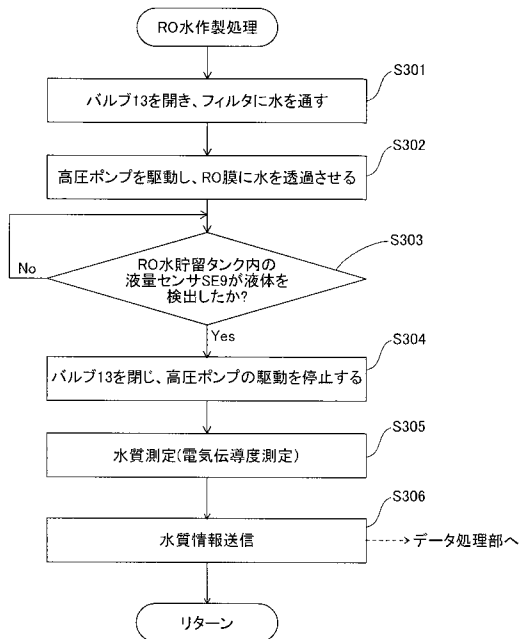 RO水作製処理
S301
バルブ13を開き、フィルタに水を通す
S302
高圧ポンプを駆動し、RO膜に水を透過させる
S303
RO水貯留タンク内の
液量センサSE9が液体を
検出したか?
No
Yes
S304
バルブ13を閉じ、高圧ポンプの駆動を停止する
S305
水質測定(電気伝導度測定)
S306
水質情報送信
データ処理部へ
リターン